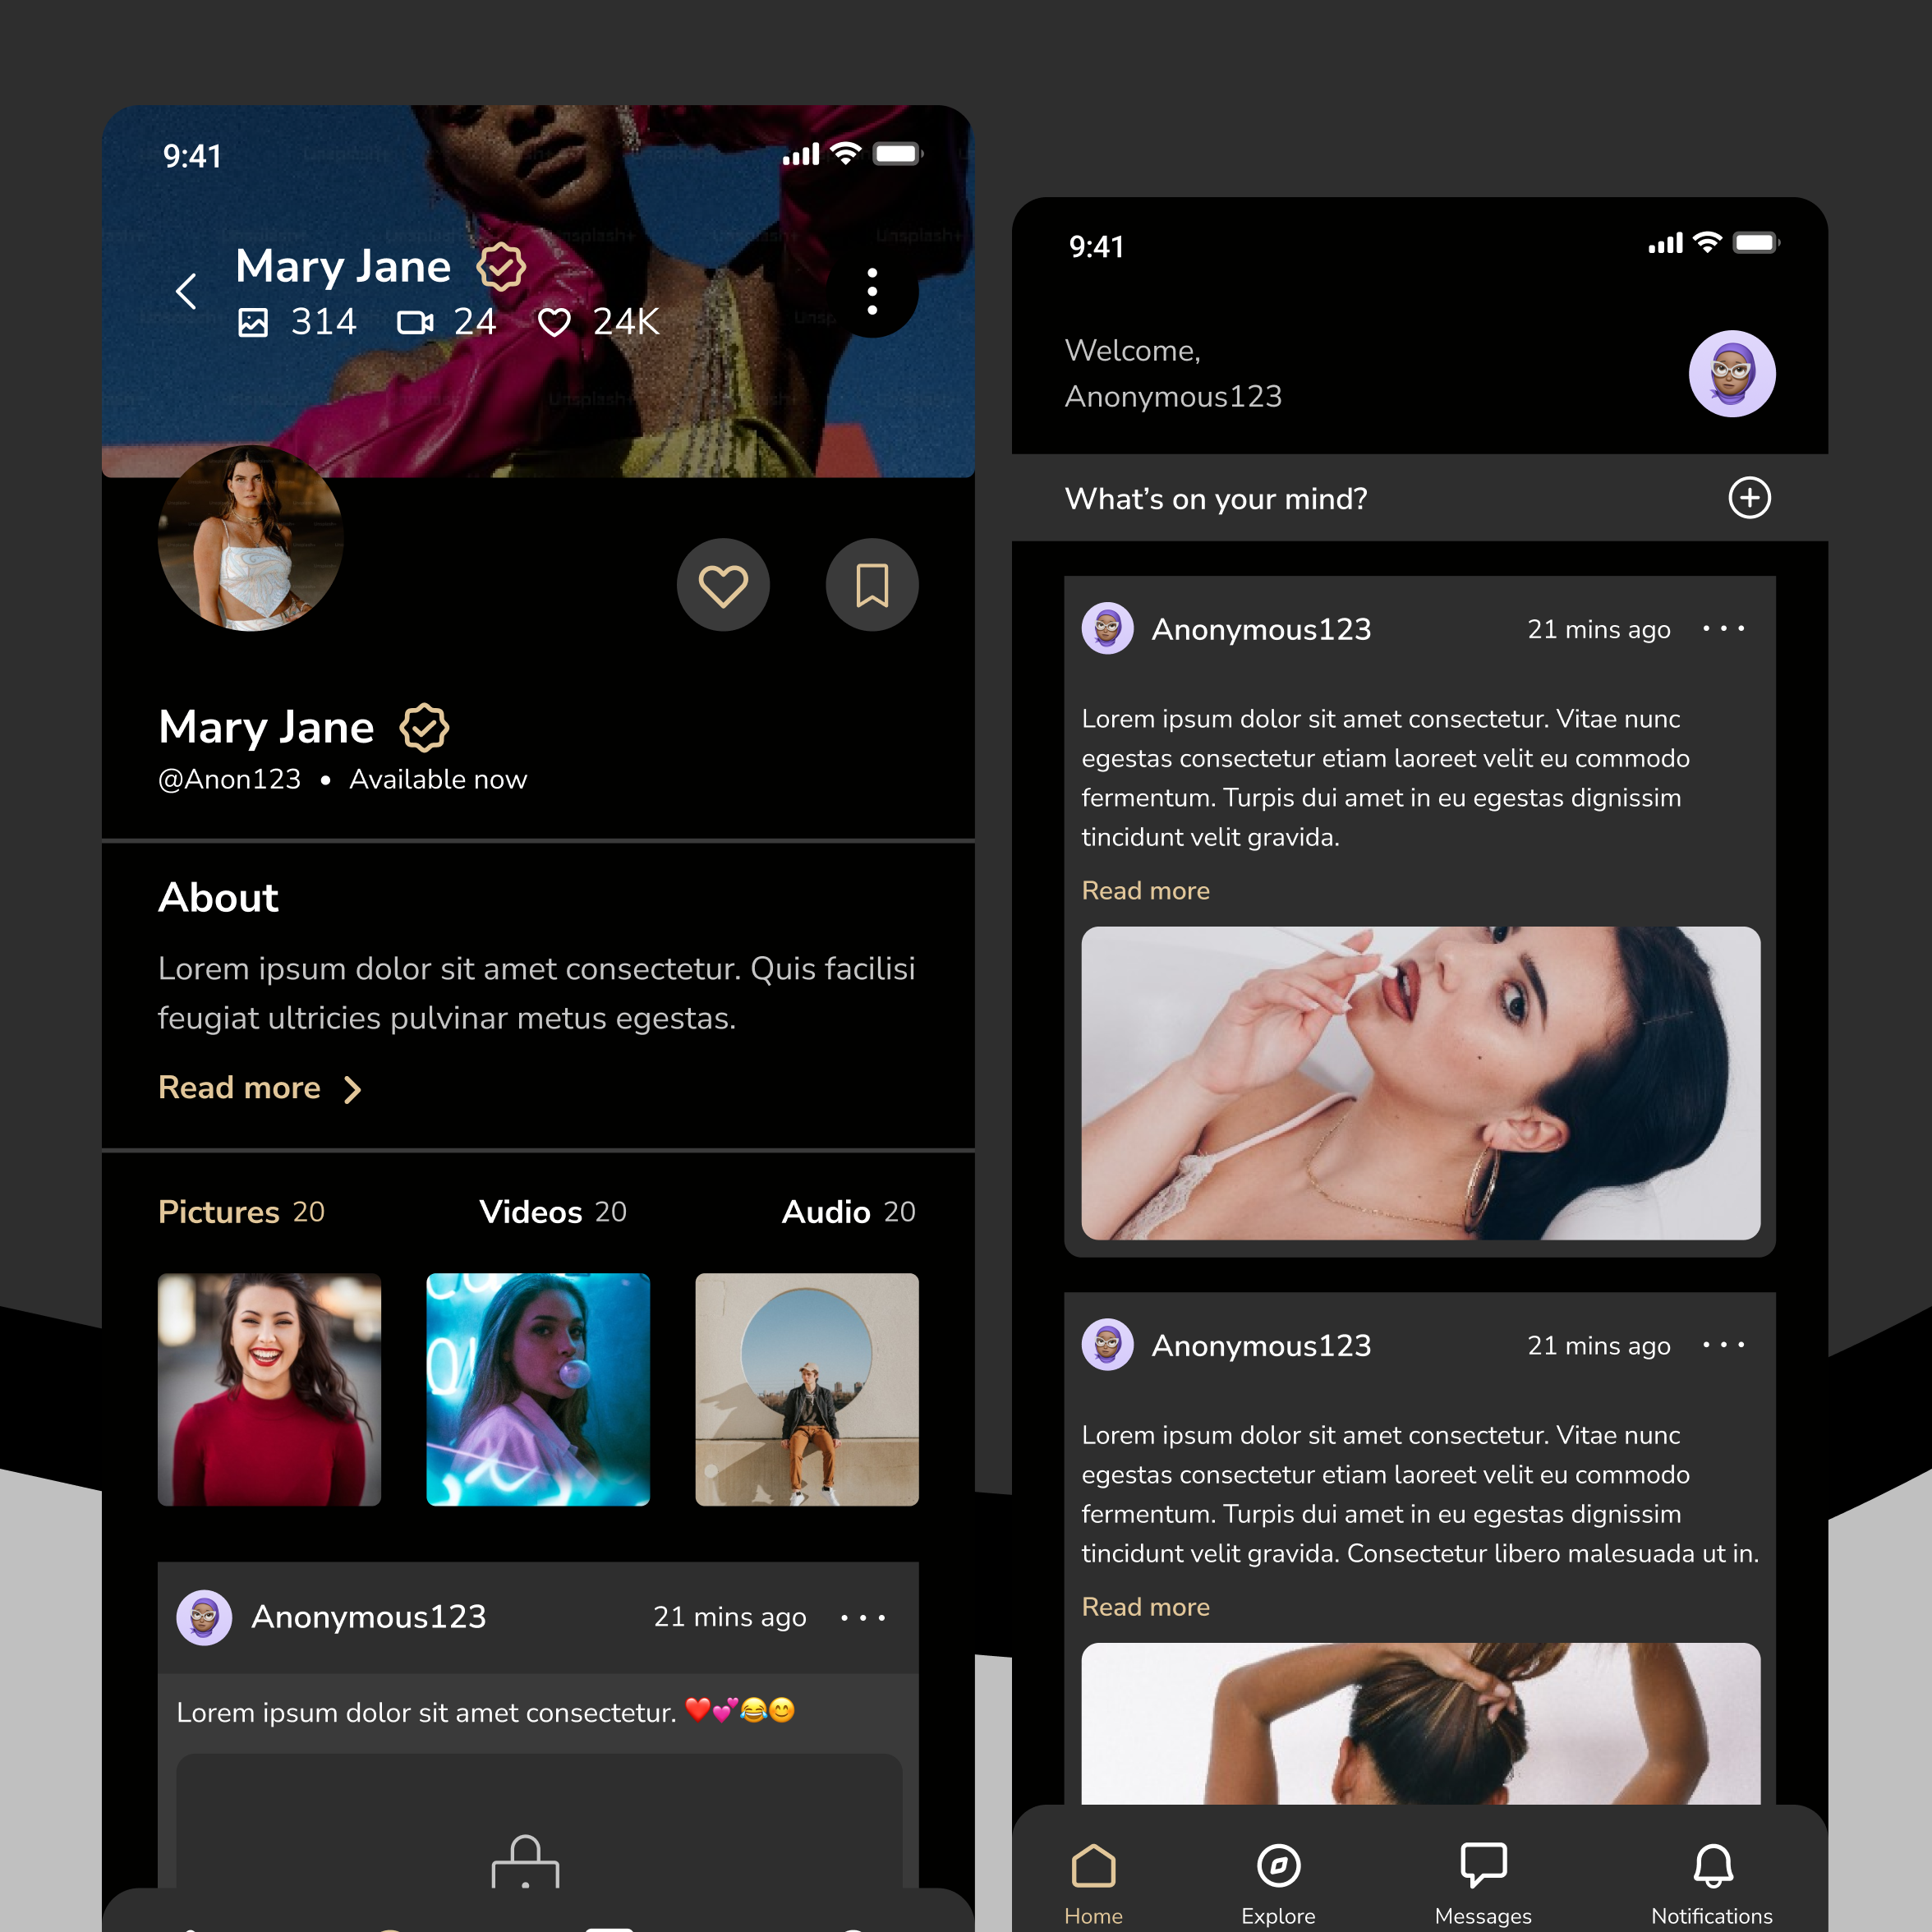 9:41
Mary Jane
314 24 24K
Unsplash+
Mary Jane
@Anon123 • Available now
About
Lorem ipsum dolor sit amet consectetur. Quis facilisi
feugiat ultricies pulvinar metus egestas.
Read more
Pictures 20 Videos 20 Audio 20
Anonymous123 21 mins ago
Lorem ipsum dolor sit amet consectetur. ❤️💕😂😊
9:41
Welcome,
Anonymous123
What’s on your mind?
Anonymous123 21 mins ago
Lorem ipsum dolor sit amet consectetur. Vitae nunc
egestas consectetur etiam laoreet velit eu commodo
fermentum. Turpis dui amet in eu egestas dignissim
tincidunt velit gravida.
Read more
Anonymous123 21 mins ago
Lorem ipsum dolor sit amet consectetur. Vitae nunc
egestas consectetur etiam laoreet velit eu commodo
fermentum. Turpis dui amet in eu egestas dignissim
tincidunt velit gravida. Consectetur libero malesuada ut in.
Read more
Home Explore Messages Notifications